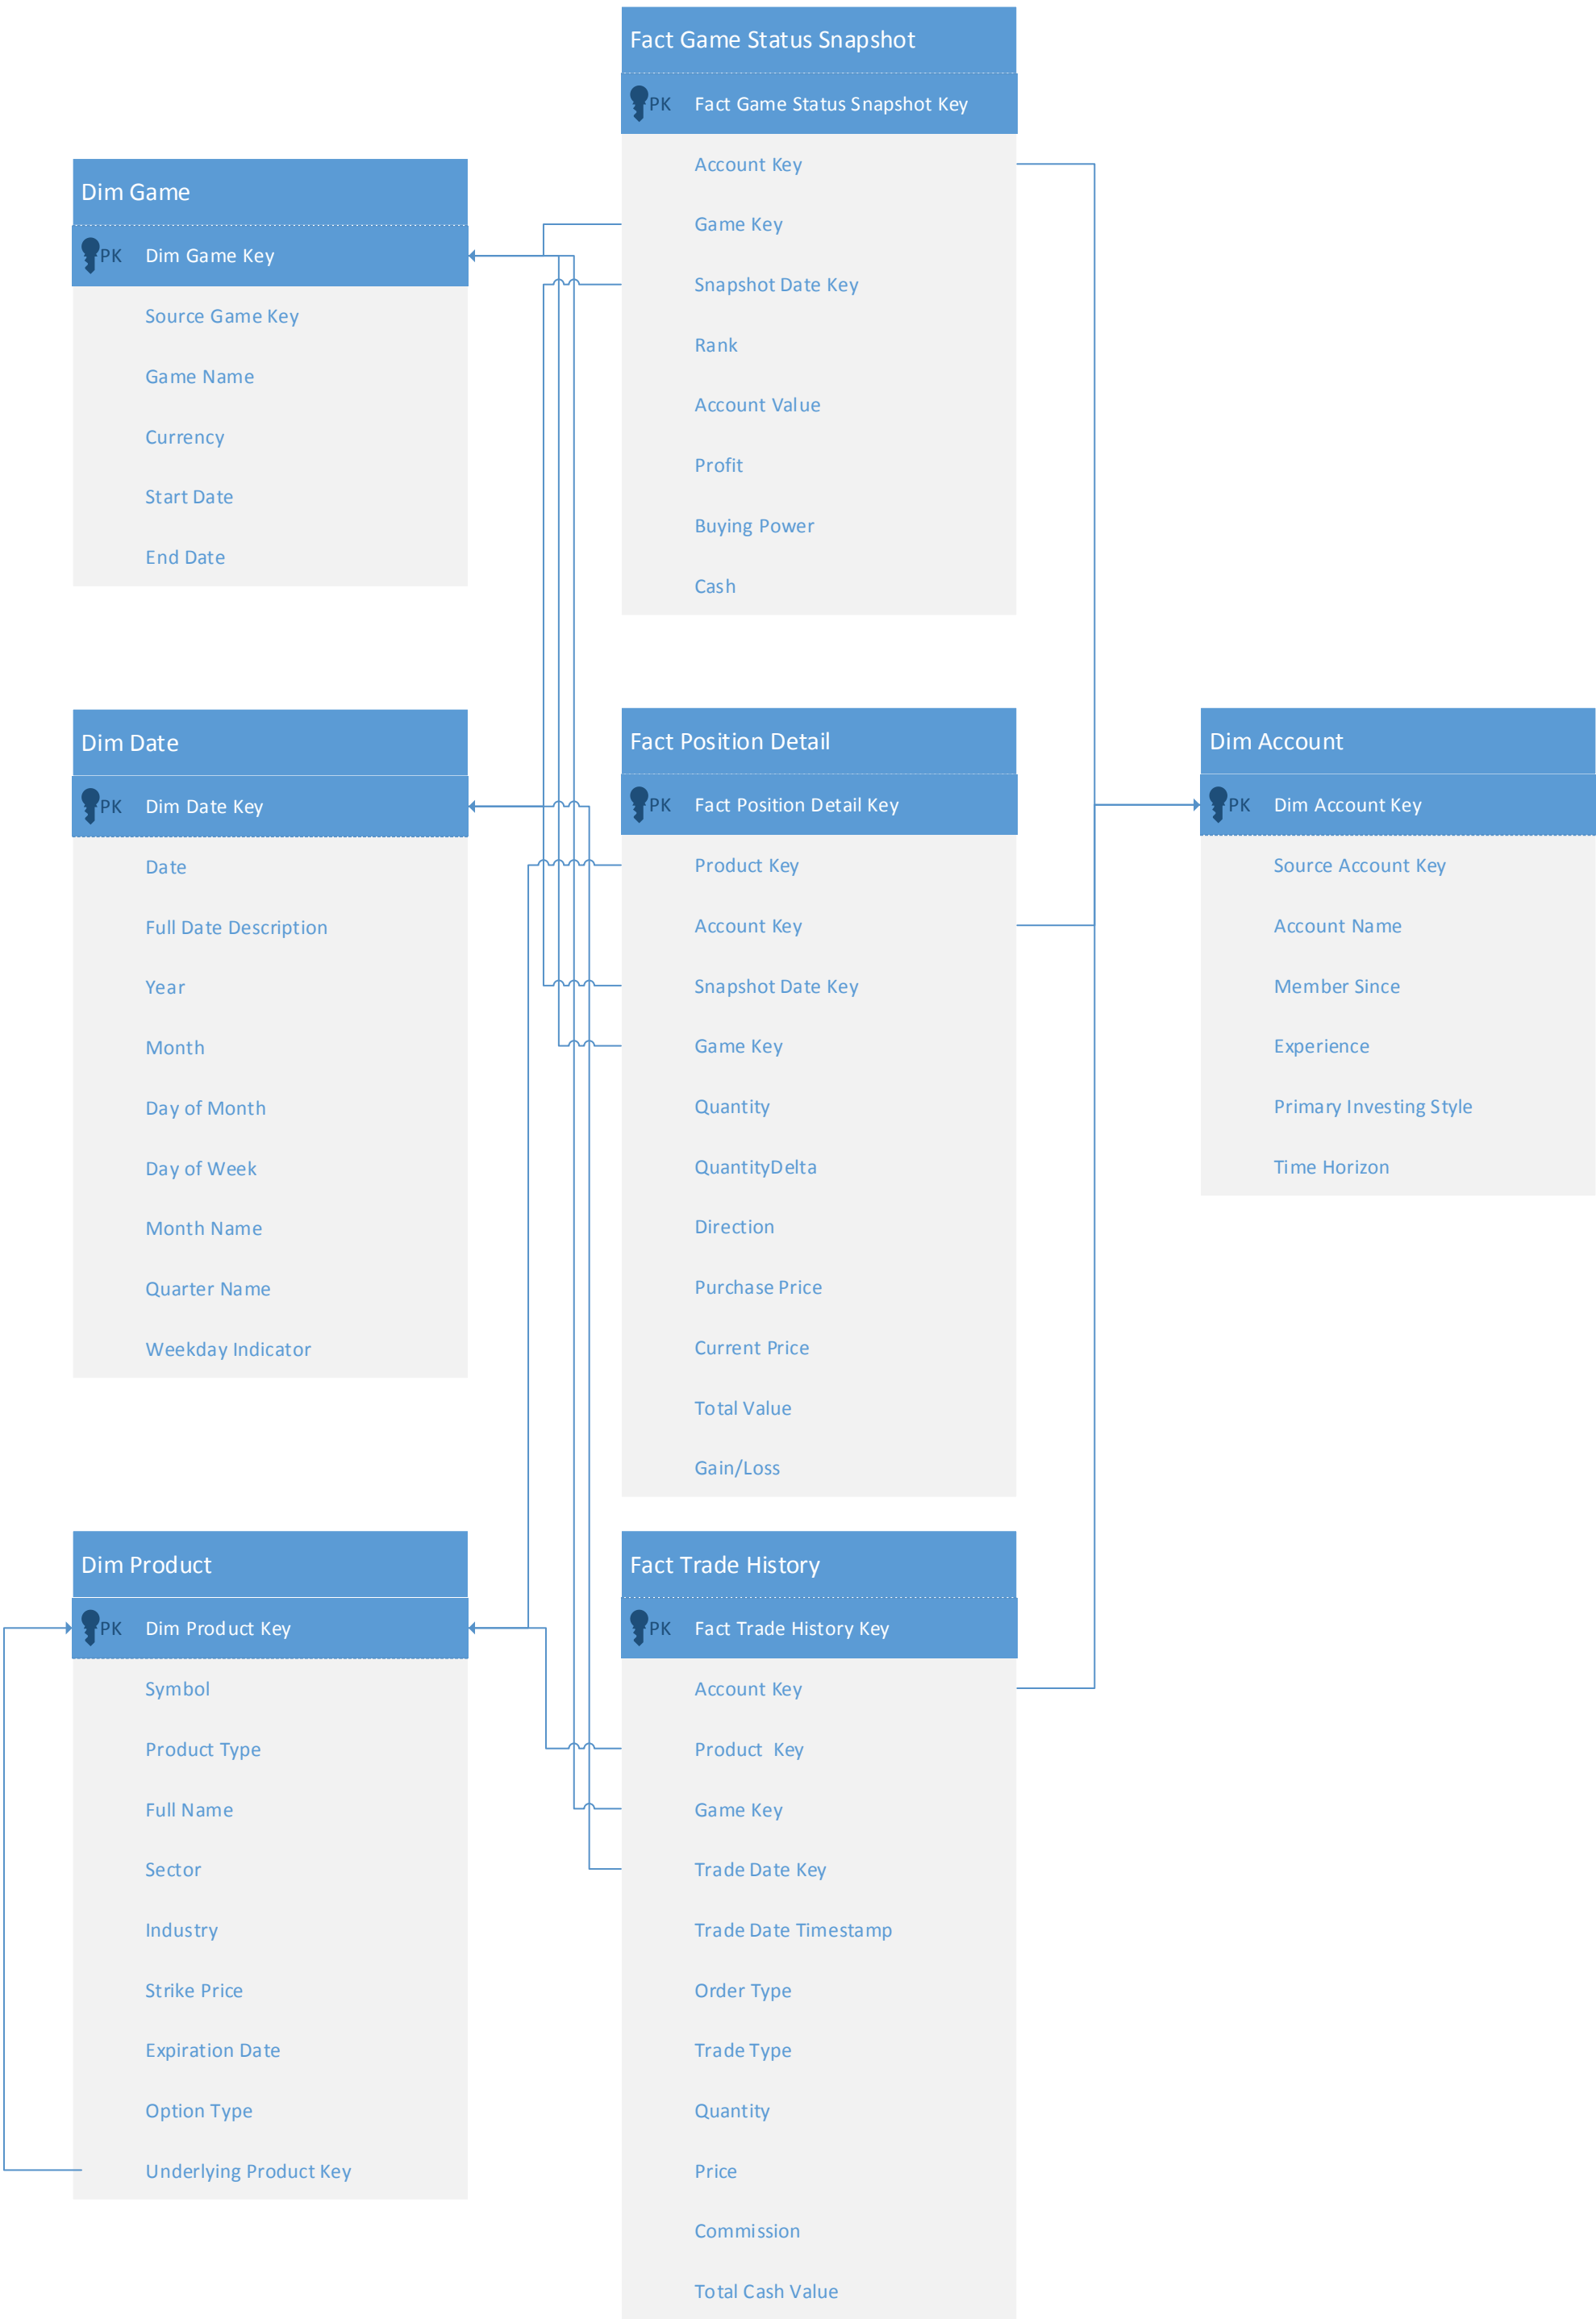 Fact Game Status Snapshot
PK Fact Game Status Snapshot Key
Account Key
Game Key
Snapshot Date Key
Rank
Account Value
Profit
Buying Power
Cash
Dim Game
PK Dim Game Key
Source Game Key
Game Name
Currency
Start Date
End Date
Dim Date
PK Dim Date Key
Date
Full Date Description
Year
Month
Day of Month
Day of Week
Month Name
Quarter Name
Weekday Indicator
Fact Position Detail
PK Fact Position Detail Key
Product Key
Account Key
Snapshot Date Key
Game Key
Quantity
QuantityDelta
Direction
Purchase Price
Current Price
Total Value
Gain/Loss
Dim Account
PK Dim Account Key
Source Account Key
Account Name
Member Since
Experience
Primary Investing Style
Time Horizon
Dim Product
PK Dim Product Key
Symbol
Product Type
Full Name
Sector
Industry
Strike Price
Expiration Date
Option Type
Underlying Product Key
Fact Trade History
PK Fact Trade History Key
Account Key
Product Key
Game Key
Trade Date Key
Trade Date Timestamp
Order Type
Trade Type
Quantity
Price
Commission
Total Cash Value